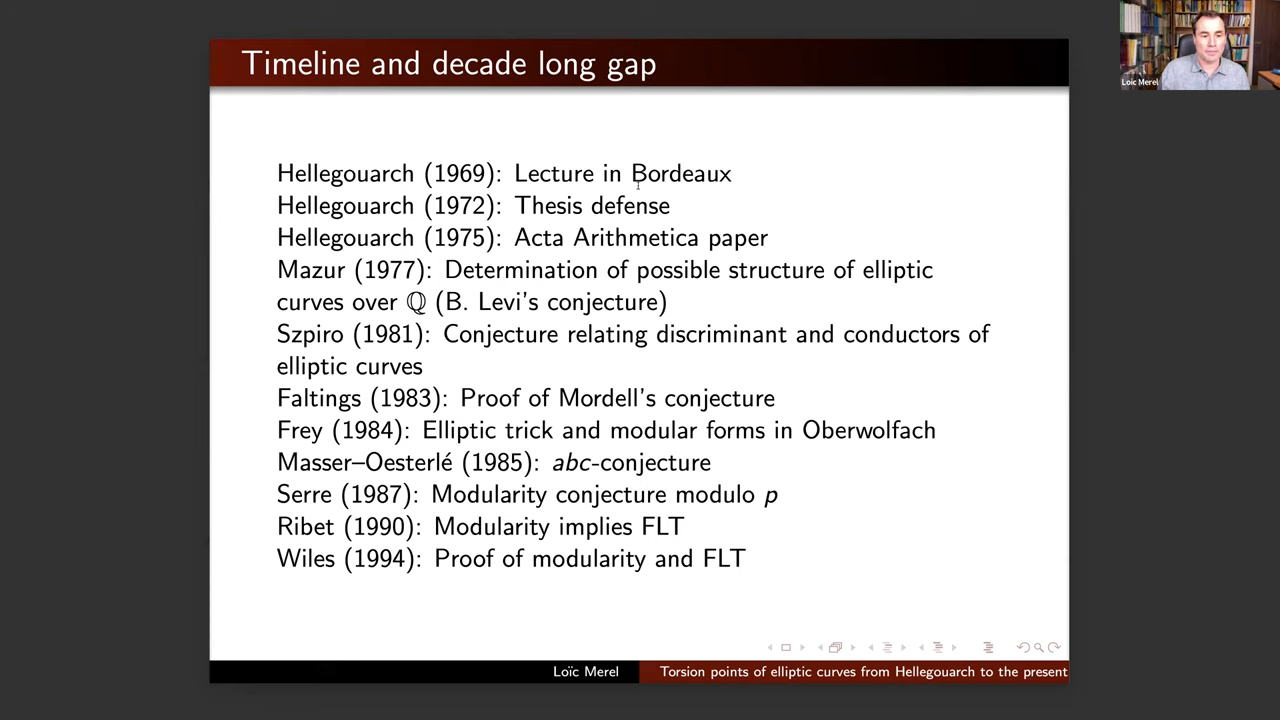 Timeline and decade long gap
Loïc Merel
Hellegouarch (1969): Lecture in Bordeaux
Hellegouarch (1972): Thesis defense
Hellegouarch (1975): Acta Arithmetica paper
Mazur (1977): Determination of possible structure of elliptic
curves over ℚ (B. Levi's conjecture)
Szpiro (1981): Conjecture relating discriminant and conductors of
elliptic curves
Faltings (1983): Proof of Mordell's conjecture
Frey (1984): Elliptic trick and modular forms in Oberwolfach
Masser–Oesterlé (1985): abc-conjecture
Serre (1987): Modularity conjecture modulo p
Ribet (1990): Modularity implies FLT
Wiles (1994): Proof of modularity and FLT
Loïc Merel
Torsion points of elliptic curves from Hellegouarch to the present